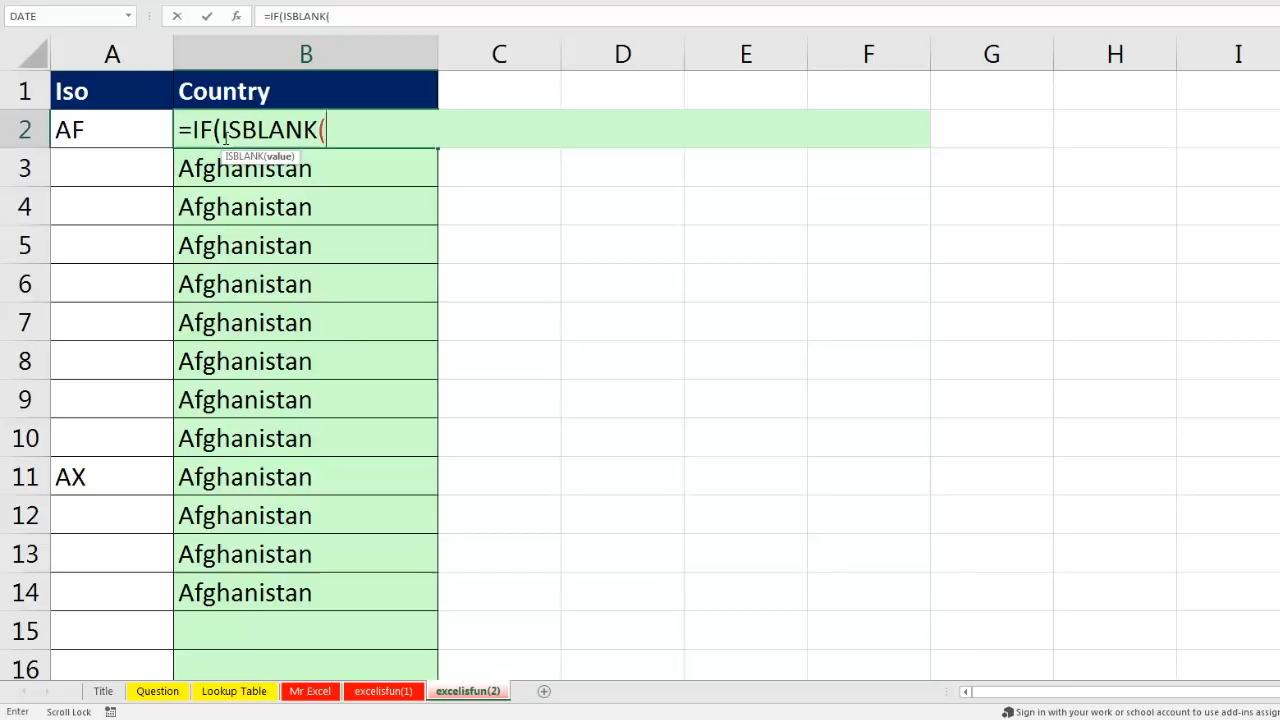 DATE =IF(ISBLANK(
A B C D E F G H I
1 Iso Country
2 AF =IF(ISBLANK(
ISBLANK(value)
3 Afghanistan
4 Afghanistan
5 Afghanistan
6 Afghanistan
7 Afghanistan
8 Afghanistan
9 Afghanistan
10 Afghanistan
11 AX Afghanistan
12 Afghanistan
13 Afghanistan
14 Afghanistan
15
16
Title Question Lookup Table Mr Excel excelisfun(1) excelisfun(2)
Enter Scroll Lock Sign in with your work or school account to use add-ins assign